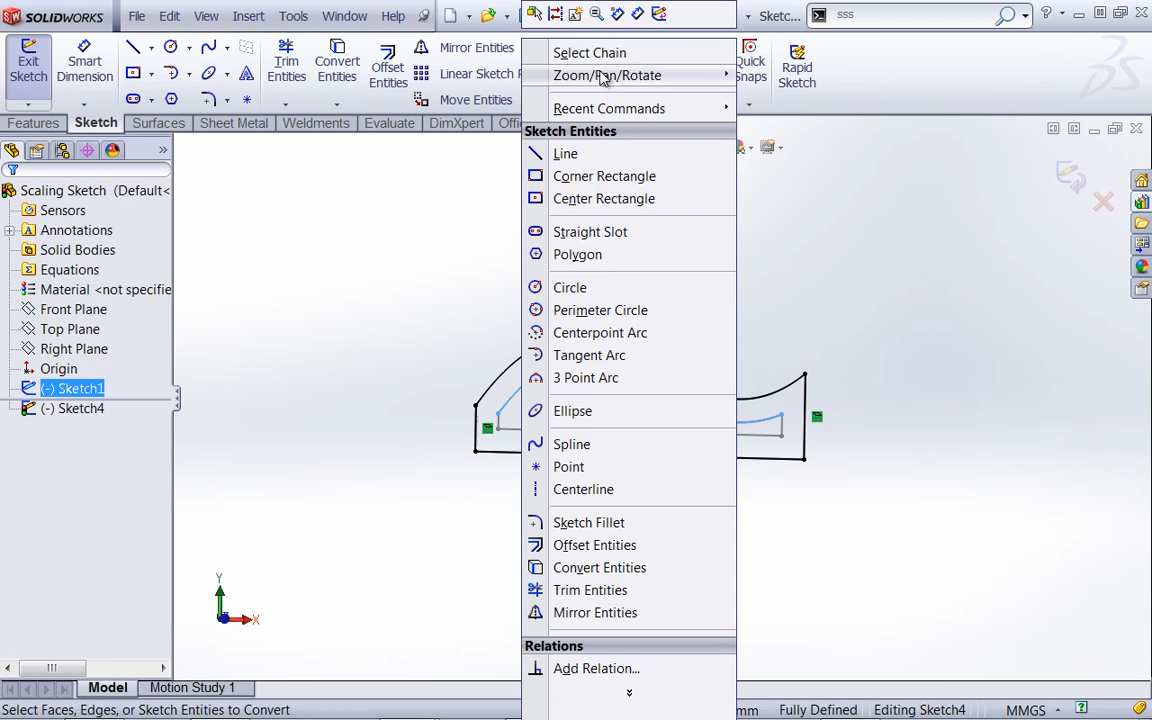 SOLIDWORKS
File Edit View Insert Tools Window Help
Sketc...
sss
Exit Sketch
Smart Dimension
Trim Entities
Convert Entities
Offset Entities
Mirror Entities
Linear Sketch P
Move Entities
Quick Snaps
Rapid Sketch
Features Sketch Surfaces Sheet Metal Weldments Evaluate DimXpert
Scaling Sketch (Default<
Sensors
Annotations
Solid Bodies
Equations
Material <not specifie
Front Plane
Top Plane
Right Plane
Origin
(-) Sketch1
(-) Sketch4
Select Chain
Zoom/Pan/Rotate
Recent Commands
Sketch Entities
Line
Corner Rectangle
Center Rectangle
Straight Slot
Polygon
Circle
Perimeter Circle
Centerpoint Arc
Tangent Arc
3 Point Arc
Ellipse
Spline
Point
Centerline
Sketch Fillet
Offset Entities
Convert Entities
Trim Entities
Mirror Entities
Relations
Add Relation...
Y
X
Model Motion Study 1
Select Faces, Edges, or Sketch Entities to Convert
mm Fully Defined Editing Sketch4 MMGS